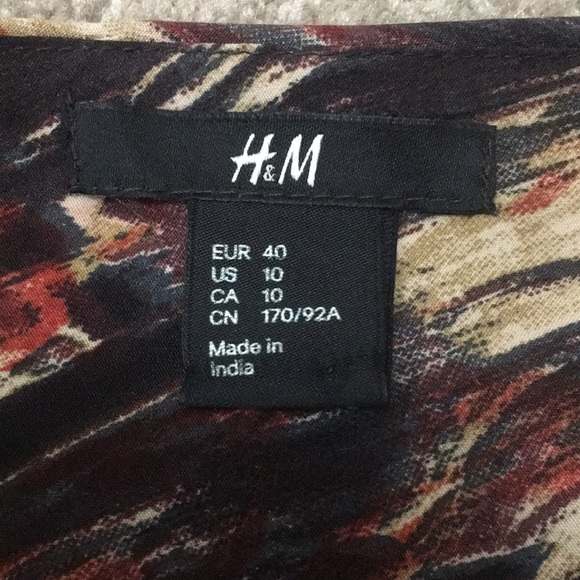 H&M
EUR 40
US 10
CA 10
CN 170/92A
Made in
India